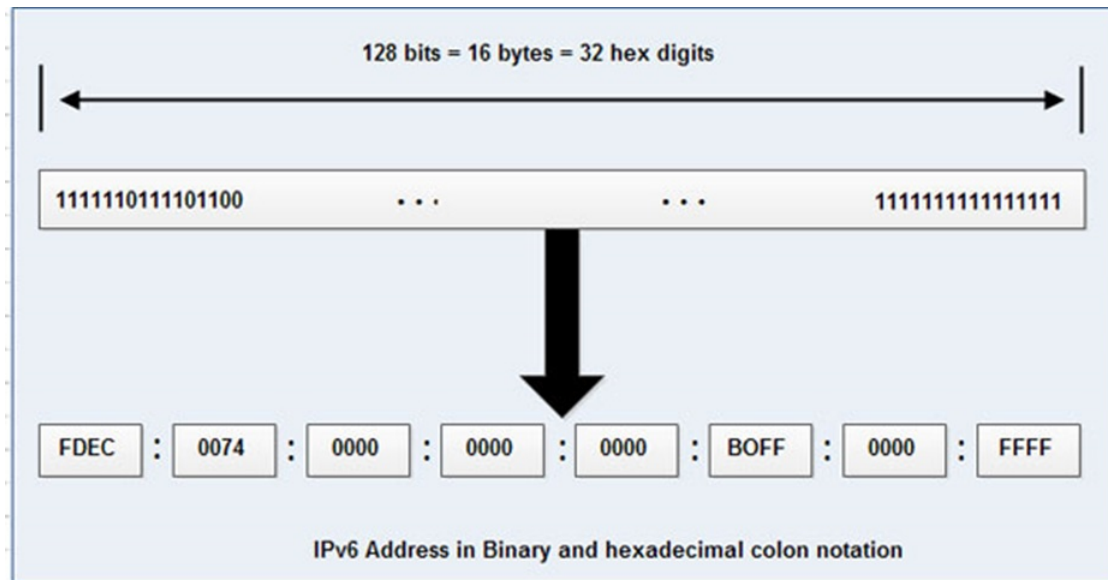 128 bits = 16 bytes = 32 hex digits
1111110111101100 ... ... 1111111111111111
FDEC : 0074 : 0000 : 0000 : 0000 : BOFF : 0000 : FFFF
IPv6 Address in Binary and hexadecimal colon notation